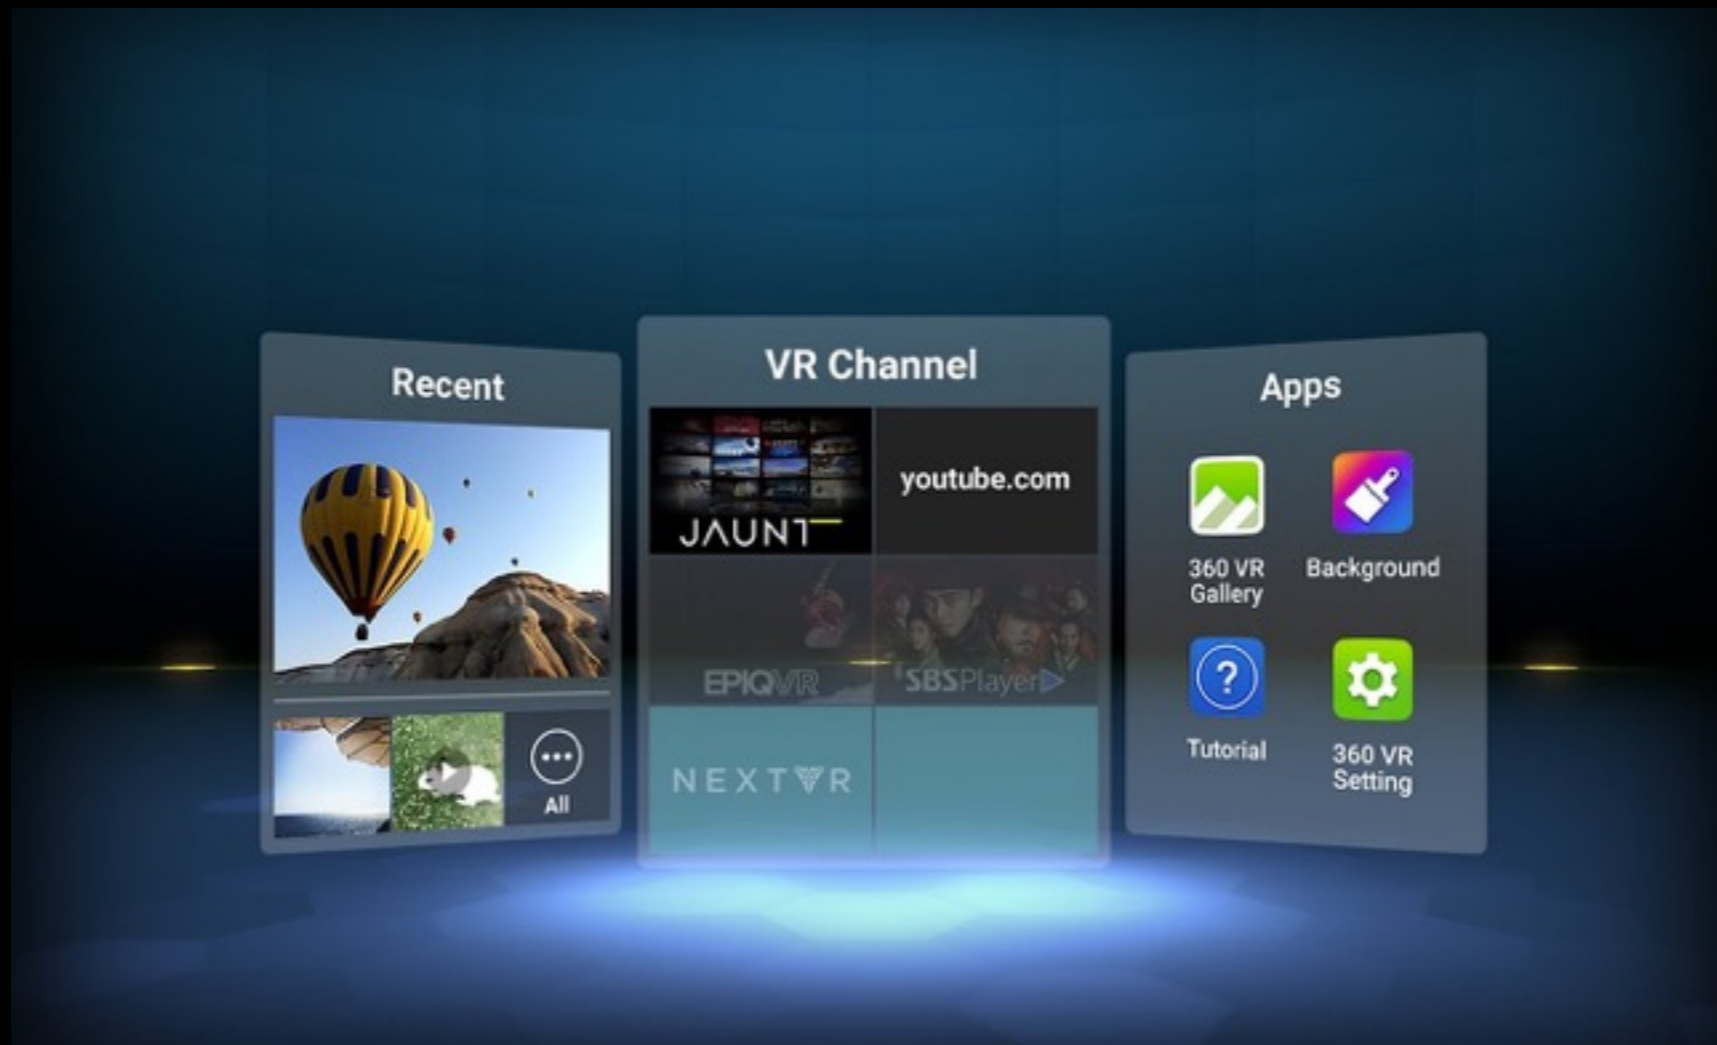 Recent
All
VR Channel
JAUNT
youtube.com
EPIQVR
SBSPlayer
NEXTVR
Apps
360 VR
Gallery
Background
Tutorial
360 VR
Setting